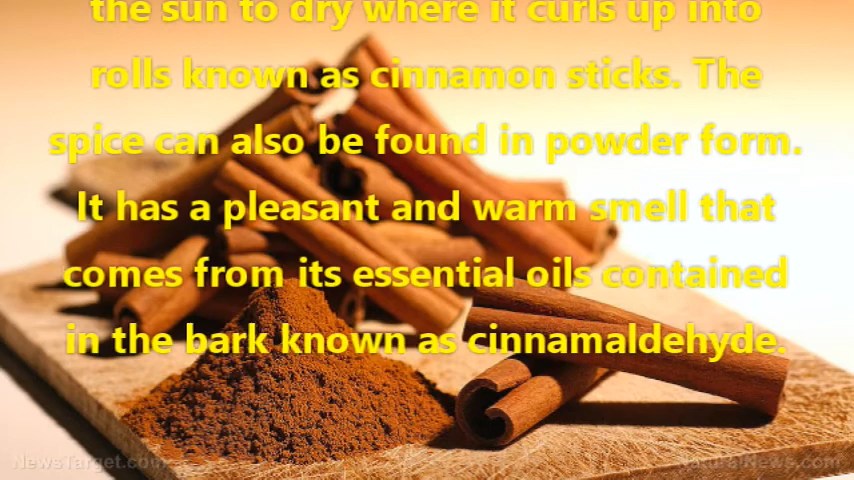 the sun to dry where it curls up into
rolls known as cinnamon sticks. The
spice can also be found in powder form.
It has a pleasant and warm smell that
comes from its essential oils contained
in the bark known as cinnamaldehyde.
NewsTarget.com
NaturalNews.com